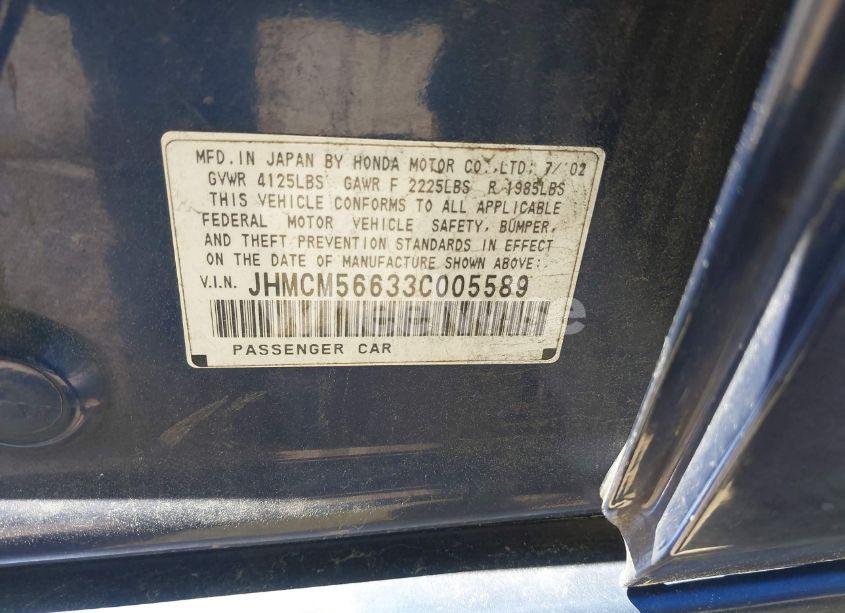 MFD. IN JAPAN BY HONDA MOTOR CO., LTD: 7/'02
GVWR 4125LBS GAWR F 2225LBS R 1985LBS
THIS VEHICLE CONFORMS TO ALL APPLICABLE
FEDERAL MOTOR VEHICLE SAFETY, BUMPER,
AND THEFT PREVENTION STANDARDS IN EFFECT
ON THE DATE OF MANUFACTURE SHOWN ABOVE:
V.I.N. JHMCM56633C005589
PASSENGER CAR